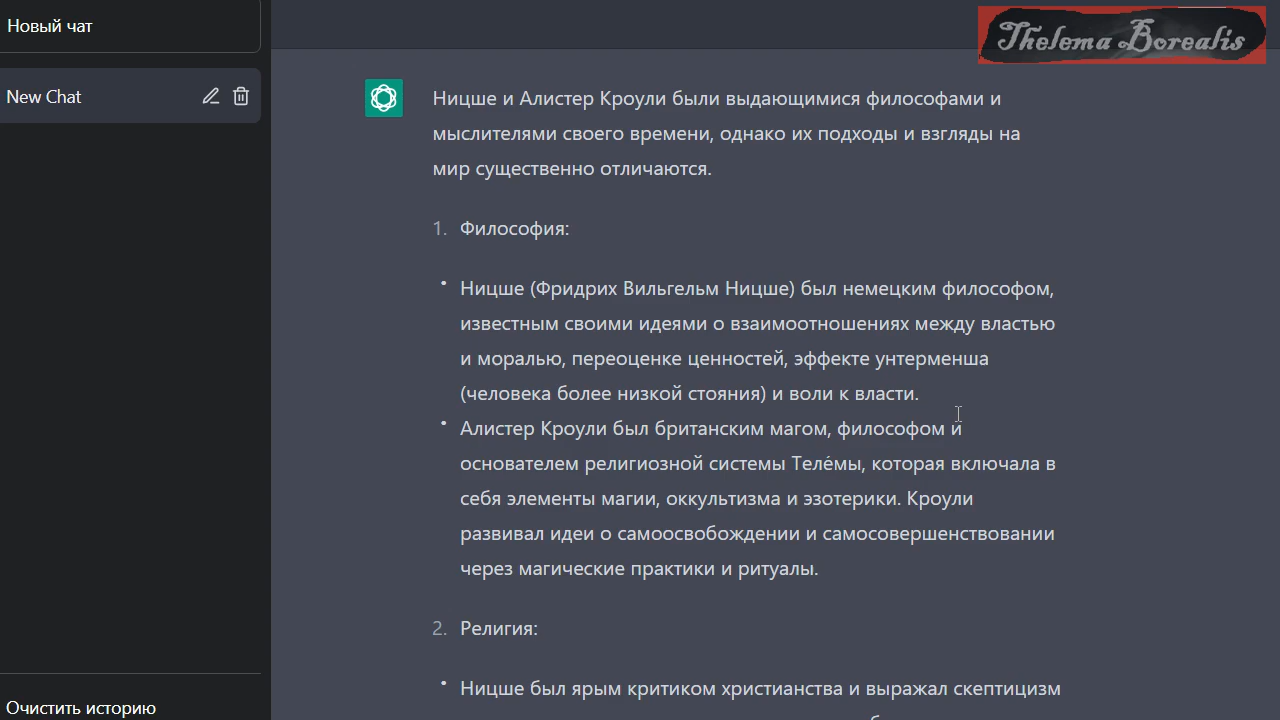 Новый чат
Thelema Borealis
New Chat
Ницше и Алистер Кроули были выдающимися философами и
мыслителями своего времени, однако их подходы и взгляды на
мир существенно отличаются.
1. Философия:
• Ницше (Фридрих Вильгельм Ницше) был немецким философом,
известным своими идеями о взаимоотношениях между властью
и моралью, переоценке ценностей, эффекте унтерменша
(человека более низкой стояния) и воли к власти.
• Алистер Кроули был британским магом, философом и
основателем религиозной системы Теле́мы, которая включала в
себя элементы магии, оккультизма и эзотерики. Кроули
развивал идеи о самоосвобождении и самосовершенствовании
через магические практики и ритуалы.
2. Религия:
• Ницше был ярым критиком христианства и выражал скептицизм
Очистить историю